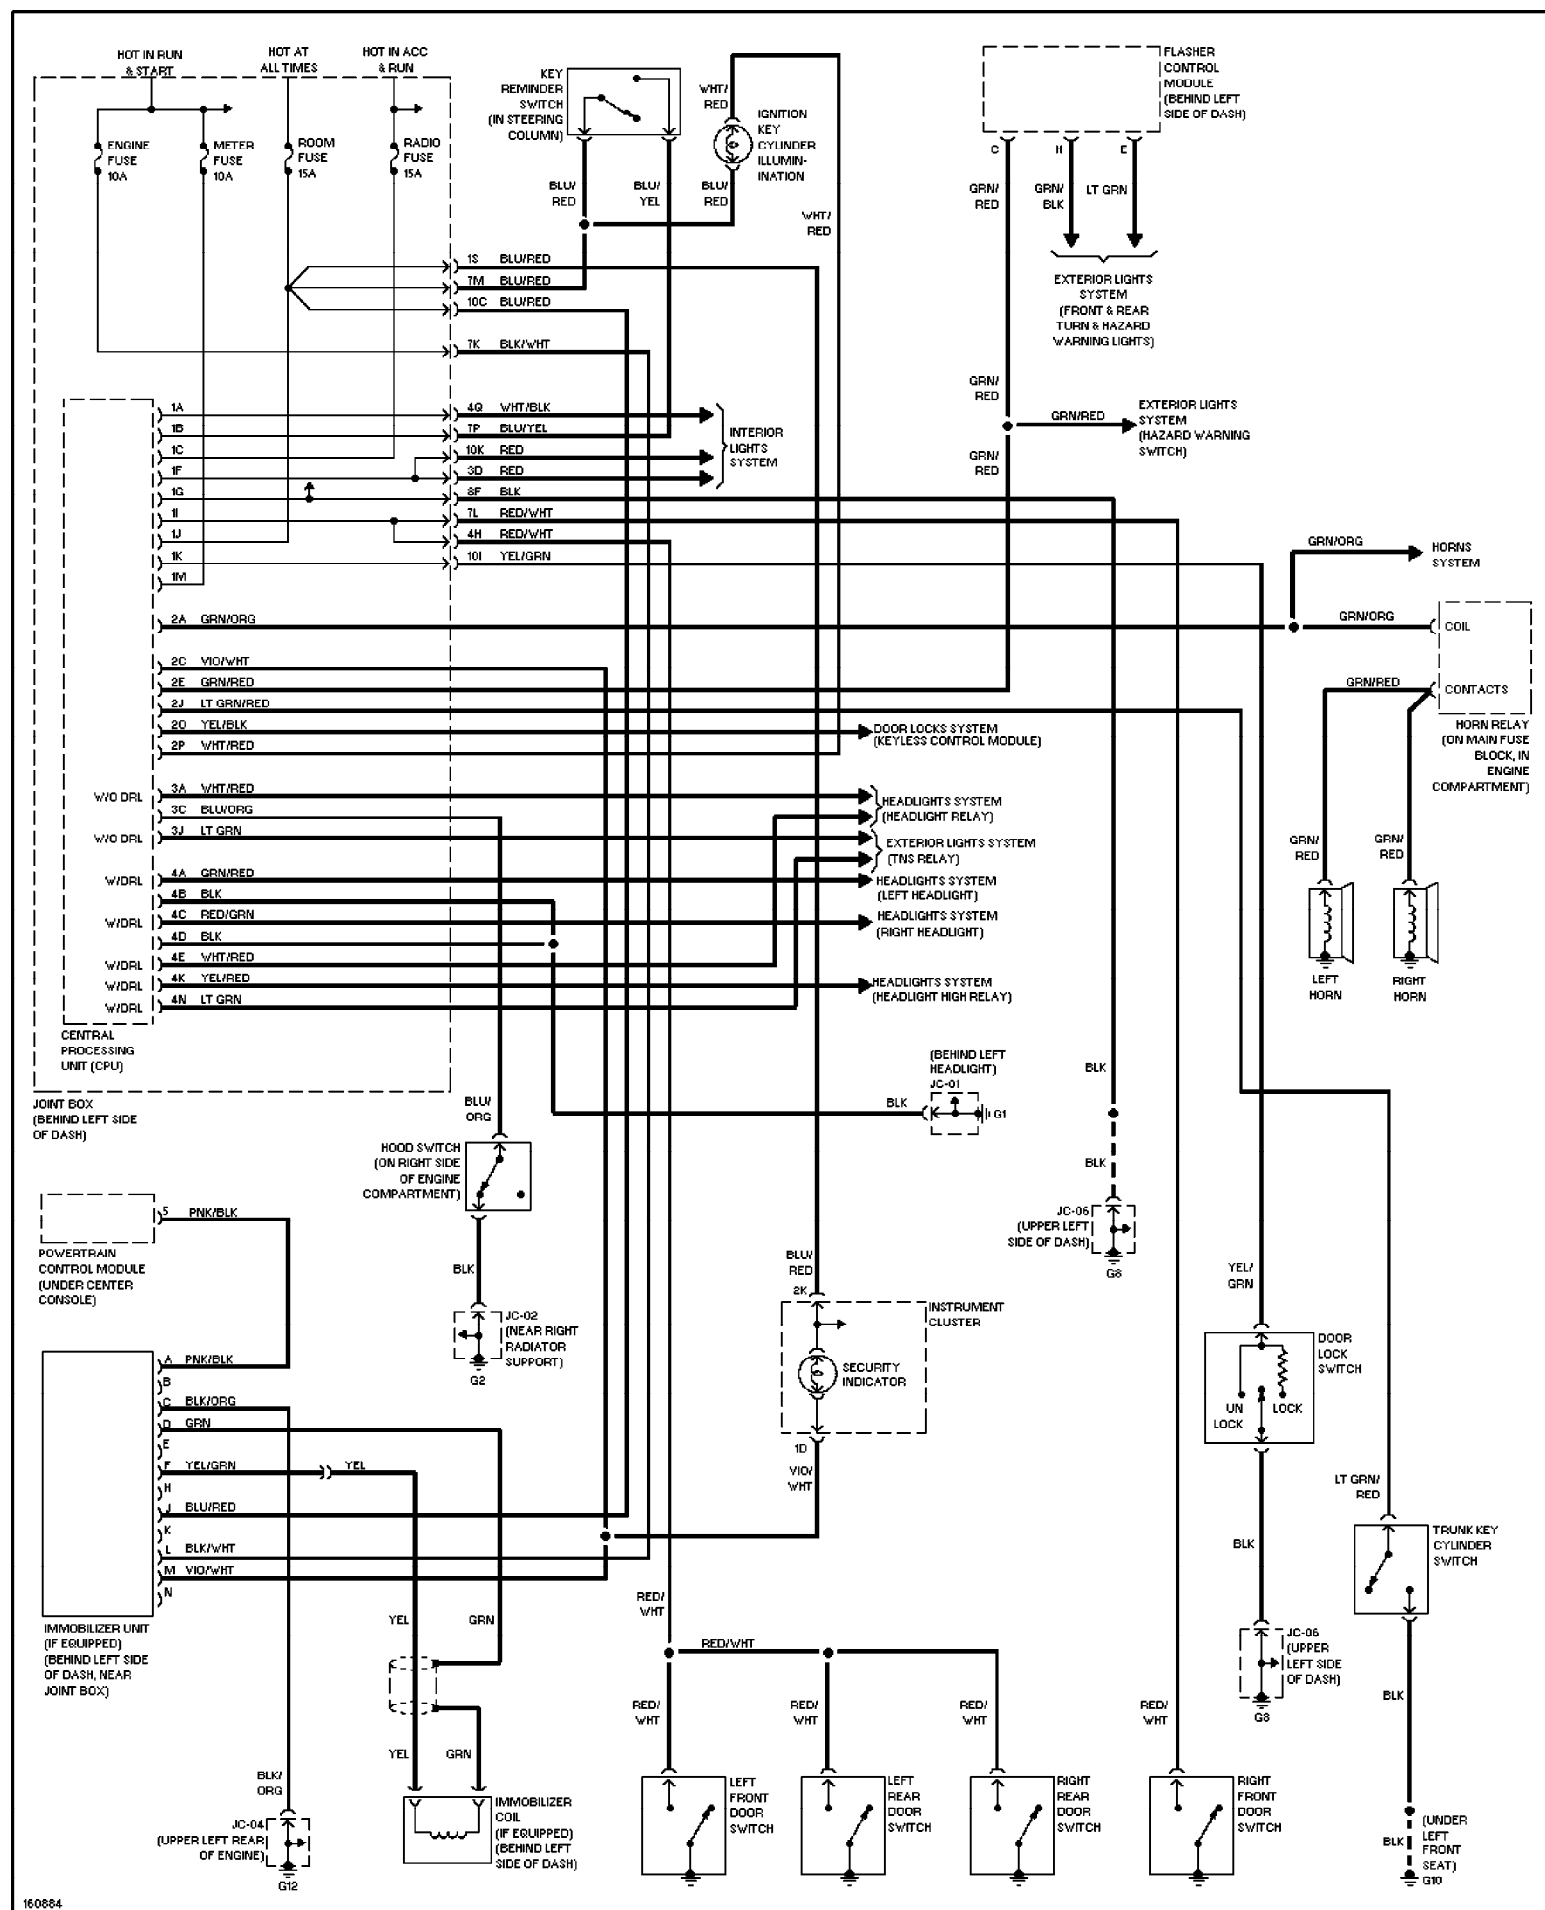 HOT IN RUN
& START
HOT AT
ALL TIMES
HOT IN ACC
& RUN
ENGINE
FUSE
10A
METER
FUSE
10A
ROOM
FUSE
15A
RADIO
FUSE
15A
KEY
REMINDER
SWITCH
(IN STEERING
COLUMN)
WHT/
RED
IGNITION
KEY
CYLINDER
ILLUMIN-
INATION
BLU/
RED
BLU/
YEL
BLU/
RED
WHT/
RED
FLASHER
CONTROL
MODULE
(BEHIND LEFT
SIDE OF DASH)
C
H
E
GRN/
RED
GRN/
BLK
LT GRN
EXTERIOR LIGHTS
SYSTEM
(FRONT & REAR
TURN & HAZARD
WARNING LIGHTS)
1S BLU/RED
7M BLU/RED
10C BLU/RED
7K BLK/WHT
GRN/
RED
GRN/RED
EXTERIOR LIGHTS
SYSTEM
(HAZARD WARNING
SWITCH)
GRN/
RED
1A
1B
1C
1F
1G
1I
1J
1K
1M
4Q WHT/BLK
7P BLU/YEL
10K RED
3D RED
8F BLK
7L RED/WHT
4H RED/WHT
10I YEL/GRN
INTERIOR
LIGHTS
SYSTEM
GRN/ORG
HORNS
SYSTEM
GRN/ORG
COIL
GRN/RED
CONTACTS
HORN RELAY
(ON MAIN FUSE
BLOCK, IN
ENGINE
COMPARTMENT)
GRN/
RED
GRN/
RED
LEFT
HORN
RIGHT
HORN
2A GRN/ORG
2C VIO/WHT
2E GRN/RED
2J LT GRN/RED
2O YEL/BLK
2P WHT/RED
DOOR LOCKS SYSTEM
(KEYLESS CONTROL MODULE)
W/O DRL 3A WHT/RED
3C BLU/ORG
W/O DRL 3J LT GRN
W/DRL 4A GRN/RED
4B BLK
W/DRL 4C RED/GRN
4D BLK
W/DRL 4E WHT/RED
W/DRL 4K YEL/RED
W/DRL 4N LT GRN
HEADLIGHTS SYSTEM
(HEADLIGHT RELAY)
EXTERIOR LIGHTS SYSTEM
(TNS RELAY)
HEADLIGHTS SYSTEM
(LEFT HEADLIGHT)
HEADLIGHTS SYSTEM
(RIGHT HEADLIGHT)
HEADLIGHTS SYSTEM
(HEADLIGHT HIGH RELAY)
CENTRAL
PROCESSING
UNIT (CPU)
JOINT BOX
(BEHIND LEFT SIDE
OF DASH)
BLU/
ORG
HOOD SWITCH
(ON RIGHT SIDE
OF ENGINE
COMPARTMENT)
BLK
JC-02
(NEAR RIGHT
RADIATOR
SUPPORT)
G2
(BEHIND LEFT
HEADLIGHT)
JC-01
BLK
G1
BLK
BLK
JC-06
(UPPER LEFT
SIDE OF DASH)
G8
5 PNK/BLK
POWERTRAIN
CONTROL MODULE
(UNDER CENTER
CONSOLE)
BLU/
RED
2K
INSTRUMENT
CLUSTER
SECURITY
INDICATOR
1D
VIO/
WHT
YEL/
GRN
DOOR
LOCK
SWITCH
UN
LOCK
LOCK
BLK
JC-06
(UPPER
LEFT SIDE
OF DASH)
G8
LT GRN/
RED
TRUNK KEY
CYLINDER
SWITCH
BLK
BLK
(UNDER
LEFT
FRONT
SEAT)
G10
A PNK/BLK
B
C BLK/ORG
D GRN
E
F YEL/GRN
YEL
H
J BLU/RED
K
L BLK/WHT
M VIO/WHT
N
IMMOBILIZER UNIT
(IF EQUIPPED)
(BEHIND LEFT SIDE
OF DASH, NEAR
JOINT BOX)
YEL
GRN
YEL
GRN
IMMOBILIZER
COIL
(IF EQUIPPED)
(BEHIND LEFT
SIDE OF DASH)
BLK/
ORG
JC-04
(UPPER LEFT REAR
OF ENGINE)
G12
RED/
WHT
RED/WHT
RED/
WHT
RED/
WHT
RED/
WHT
RED/
WHT
LEFT
FRONT
DOOR
SWITCH
LEFT
REAR
DOOR
SWITCH
RIGHT
REAR
DOOR
SWITCH
RIGHT
FRONT
DOOR
SWITCH
160884